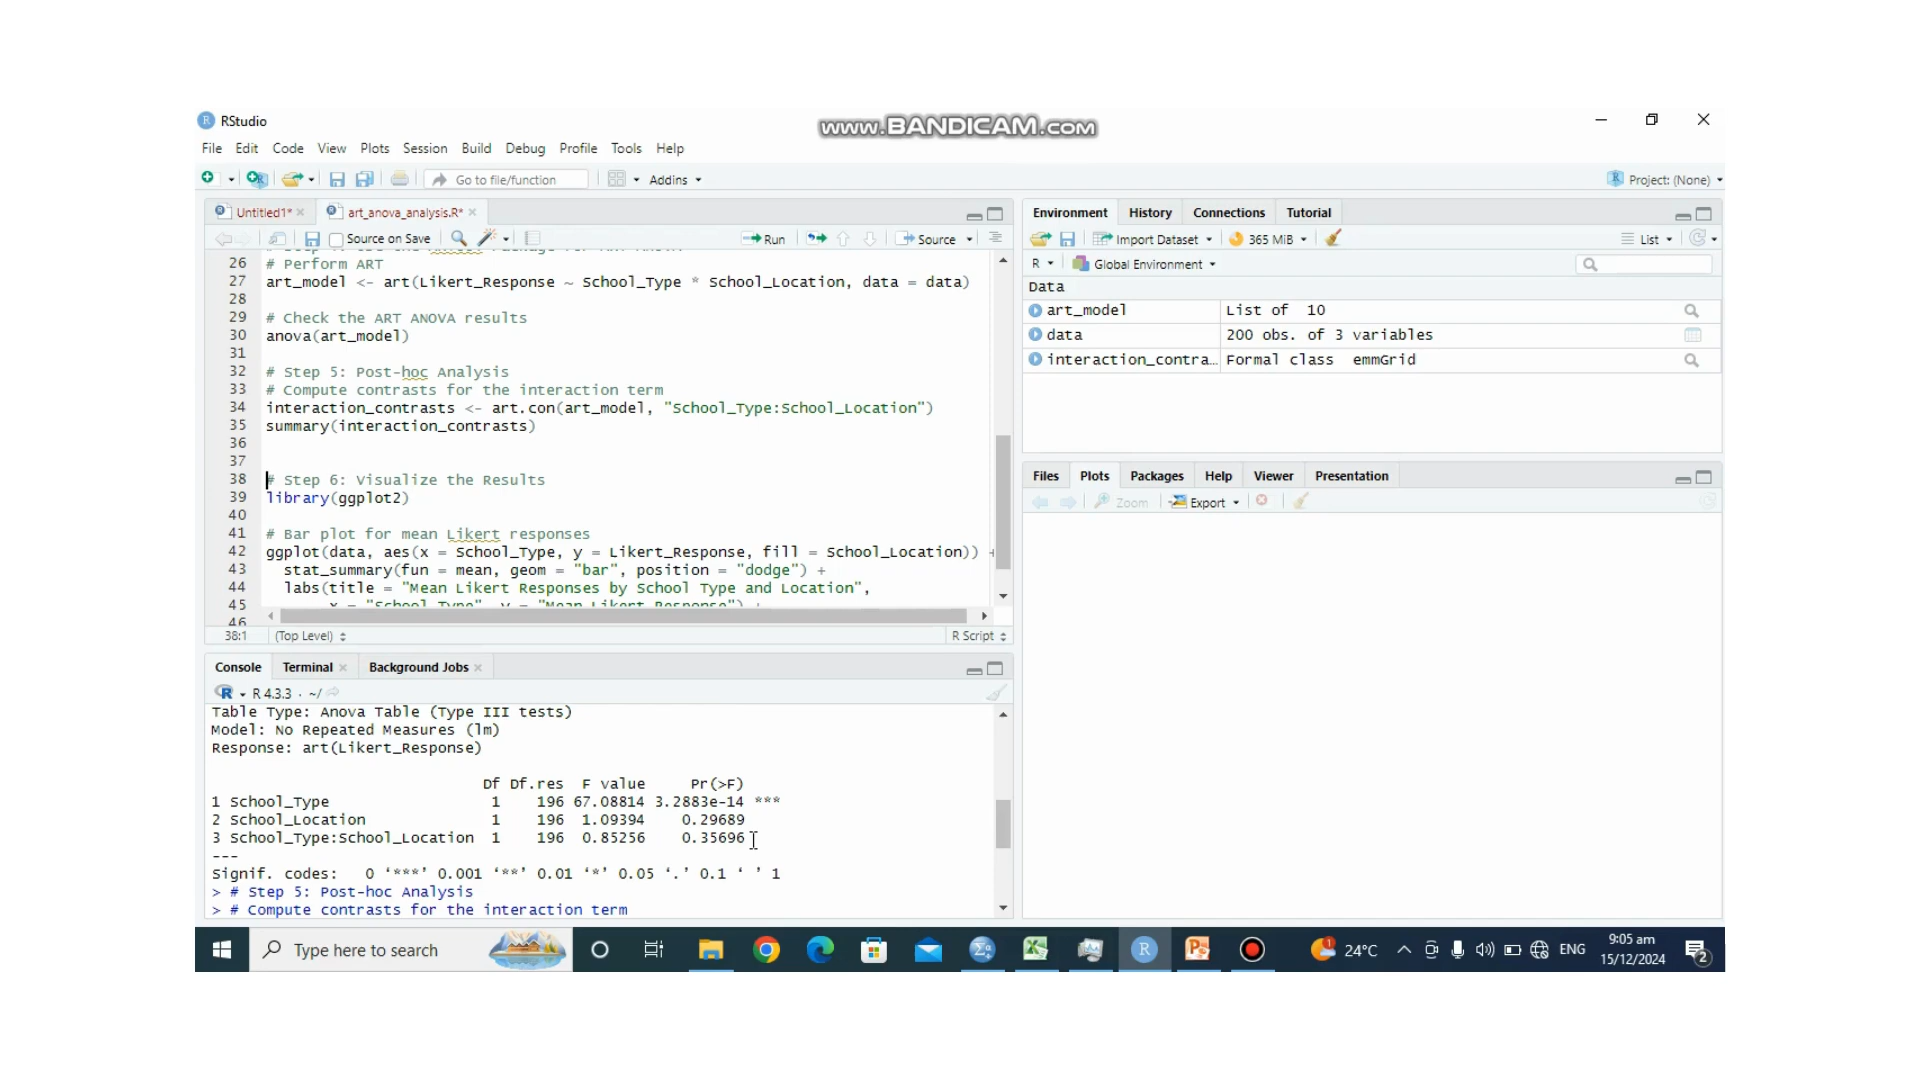 RStudio
www.BANDICAM.com
File Edit Code View Plots Session Build Debug Profile Tools Help
Go to file/function
Addins
Project: (None)
Untitled1*
art_anova_analysis.R*
Source on Save
Run
Source
26 # Perform ART
27 art_model <- art(Likert_Response ~ School_Type * School_Location, data = data)
28
29 # Check the ART ANOVA results
30 anova(art_model)
31
32 # Step 5: Post-hoc Analysis
33 # Compute contrasts for the interaction term
34 interaction_contrasts <- art.con(art_model, "School_Type:School_Location")
35 summary(interaction_contrasts)
36
37
38 # Step 6: Visualize the Results
39 library(ggplot2)
40
41 # Bar plot for mean Likert responses
42 ggplot(data, aes(x = School_Type, y = Likert_Response, fill = School_Location)) +
43 stat_summary(fun = mean, geom = "bar", position = "dodge") +
44 labs(title = "Mean Likert Responses by School Type and Location",
45 x = "School Type", y = "Mean Likert Response") +
46
38:1 (Top Level)
R Script
Console Terminal Background Jobs
R 4.3.3 · ~/
Table Type: Anova Table (Type III tests)
Model: No Repeated Measures (lm)
Response: art(Likert_Response)
Df Df.res F value Pr(>F)
1 School_Type 1 196 67.08814 3.2883e-14 ***
2 School_Location 1 196 1.09394 0.29689
3 School_Type:School_Location 1 196 0.85256 0.35696
---
Signif. codes: 0 ‘***’ 0.001 ‘**’ 0.01 ‘*’ 0.05 ‘.’ 0.1 ‘ ’ 1
> # Step 5: Post-hoc Analysis
> # Compute contrasts for the interaction term
Environment History Connections Tutorial
Import Dataset
365 MiB
List
R
Global Environment
Data
art_model List of 10
data 200 obs. of 3 variables
interaction_contra… Formal class emmGrid
Files Plots Packages Help Viewer Presentation
Zoom
Export
Type here to search
24°C
ENG
9:05 am
15/12/2024
2